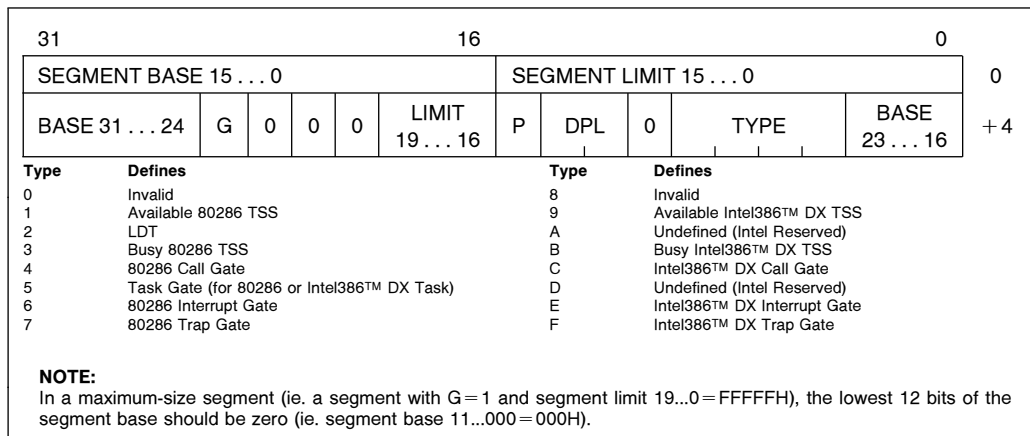 31 16 0
SEGMENT BASE 15 . . . 0 SEGMENT LIMIT 15 . . . 0 0
BASE 31 . . . 24 G 0 0 0 LIMIT 19 . . . 16 P DPL 0 TYPE BASE 23 . . . 16 +4
Type Defines Type Defines
0 Invalid 8 Invalid
1 Available 80286 TSS 9 Available Intel386™ DX TSS
2 LDT A Undefined (Intel Reserved)
3 Busy 80286 TSS B Busy Intel386™ DX TSS
4 80286 Call Gate C Intel386™ DX Call Gate
5 Task Gate (for 80286 or Intel386™ DX Task) D Undefined (Intel Reserved)
6 80286 Interrupt Gate E Intel386™ DX Interrupt Gate
7 80286 Trap Gate F Intel386™ DX Trap Gate
NOTE:
In a maximum-size segment (ie. a segment with G=1 and segment limit 19...0=FFFFFH), the lowest 12 bits of the
segment base should be zero (ie. segment base 11...000=000H).